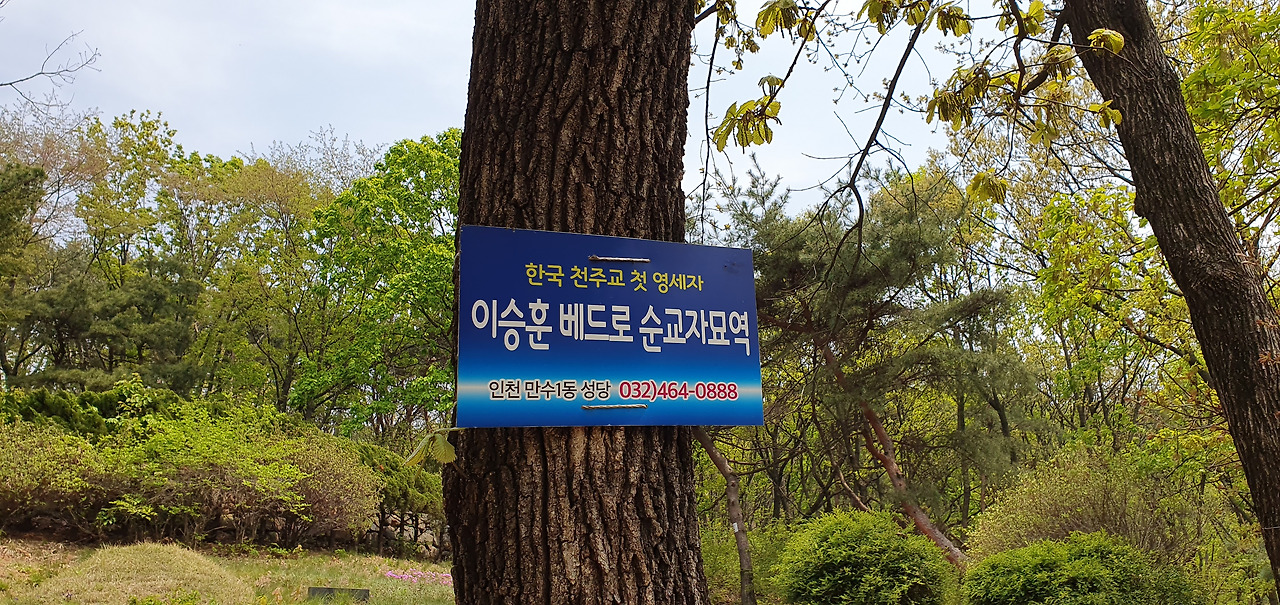 한국 천주교 첫 영세자
이승훈 베드로 순교자묘역
인천 만수1동 성당 032)464-0888